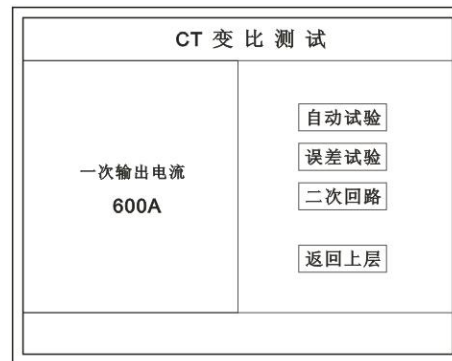 CT 变 比 测 试
一次输出电流
600A
自动试验
误差试验
二次回路
返回上层